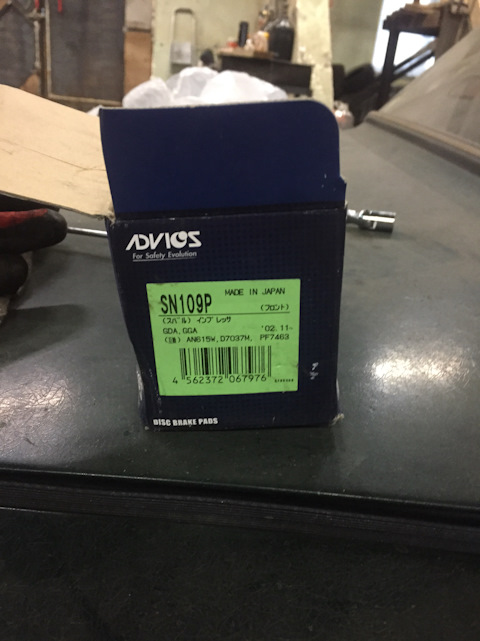 ADVICS
For Safety Evolution
MADE IN JAPAN
SN109P (フロント)
(スバル) インプレッサ
GDA,GGA '02.11-
AN615W,D7037M, PF7463
4 562372 067976
DISC BRAKE PADS